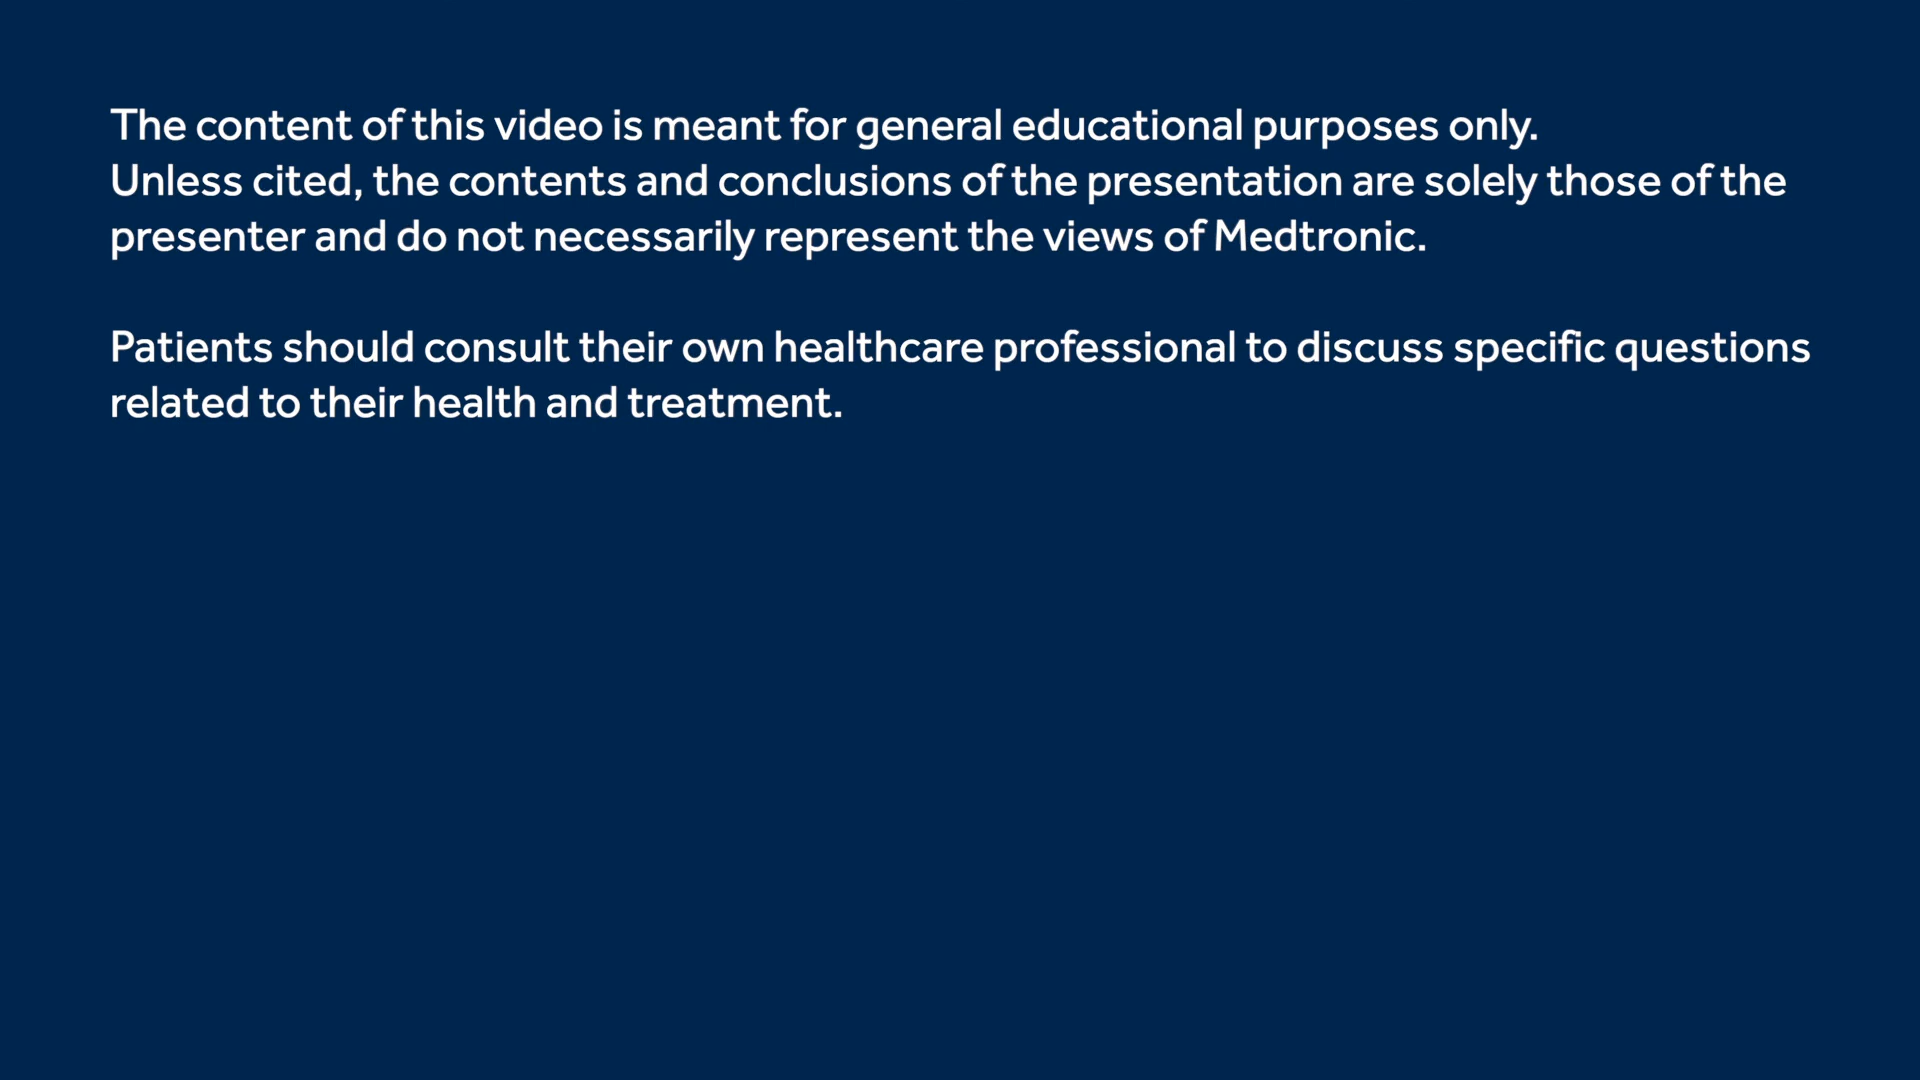 The content of this video is meant for general educational purposes only.
Unless cited, the contents and conclusions of the presentation are solely those of the
presenter and do not necessarily represent the views of Medtronic.
Patients should consult their own healthcare professional to discuss specific questions
related to their health and treatment.